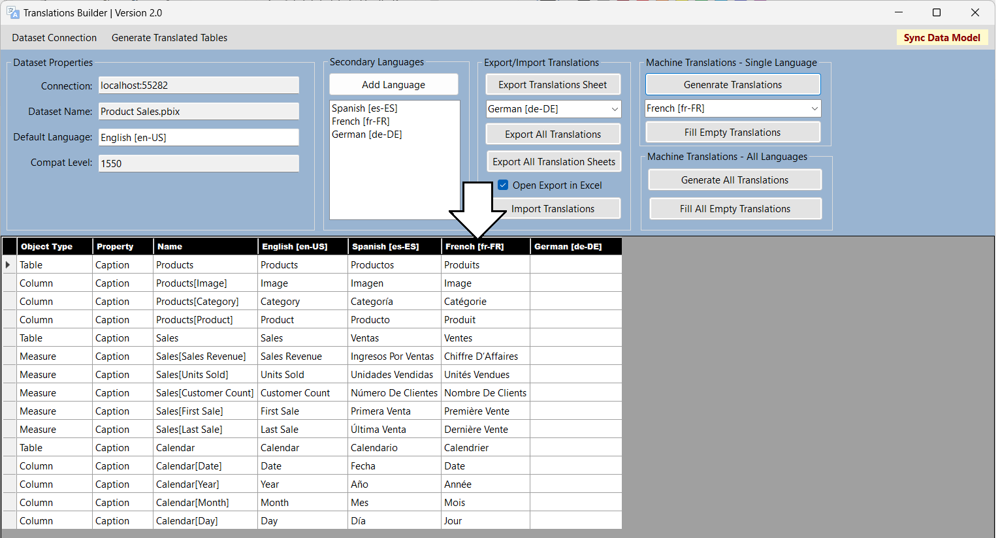 Translations Builder | Version 2.0
Dataset Connection Generate Translated Tables Sync Data Model
Dataset Properties
Connection: localhost:55282
Dataset Name: Product Sales.pbix
Default Language: English [en-US]
Compat Level: 1550
Secondary Languages
Add Language
Spanish [es-ES]
French [fr-FR]
German [de-DE]
Export/Import Translations
Export Translations Sheet
German [de-DE]
Export All Translations
Export All Translation Sheets
Open Export in Excel
Import Translations
Machine Translations - Single Language
Genenrate Translations
French [fr-FR]
Fill Empty Translations
Machine Translations - All Languages
Generate All Translations
Fill All Empty Translations
Object Type Property Name English [en-US] Spanish [es-ES] French [fr-FR] German [de-DE]
Table Caption Products Products Productos Produits
Column Caption Products[Image] Image Imagen Image
Column Caption Products[Category] Category Categoría Catégorie
Column Caption Products[Product] Product Producto Produit
Table Caption Sales Sales Ventas Ventes
Measure Caption Sales[Sales Revenue] Sales Revenue Ingresos Por Ventas Chiffre D’Affaires
Measure Caption Sales[Units Sold] Units Sold Unidades Vendidas Unités Vendues
Measure Caption Sales[Customer Count] Customer Count Número De Clientes Nombre De Clients
Measure Caption Sales[First Sale] First Sale Primera Venta Première Vente
Measure Caption Sales[Last Sale] Last Sale Última Venta Dernière Vente
Table Caption Calendar Calendar Calendario Calendrier
Column Caption Calendar[Date] Date Fecha Date
Column Caption Calendar[Year] Year Año Année
Column Caption Calendar[Month] Month Mes Mois
Column Caption Calendar[Day] Day Día Jour